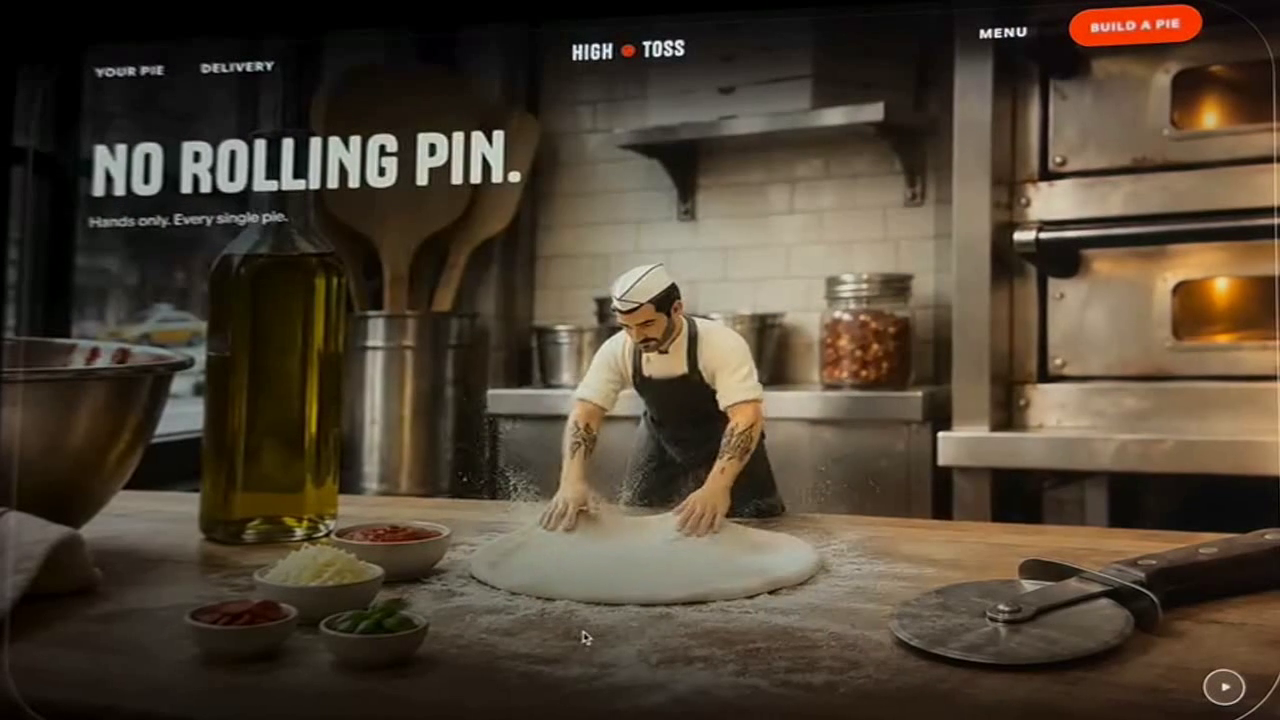 YOUR PIE
DELIVERY
HIGH TOSS
MENU
BUILD A PIE
NO ROLLING PIN.
Hands only. Every single pie.